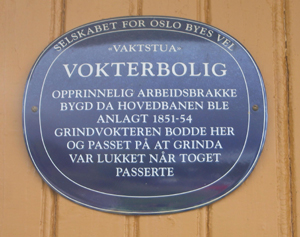 SELSKABET FOR OSLO BYES VEL
«VAKTSTUA»
VOKTERBOLIG
OPPRINNELIG ARBEIDSBRAKKE
BYGD DA HOVEDBANEN BLE
ANLAGT 1851-54
GRINDVOKTEREN BODDE HER
OG PASSET PÅ AT GRINDA
VAR LUKKET NÅR TOGET
PASSERTE